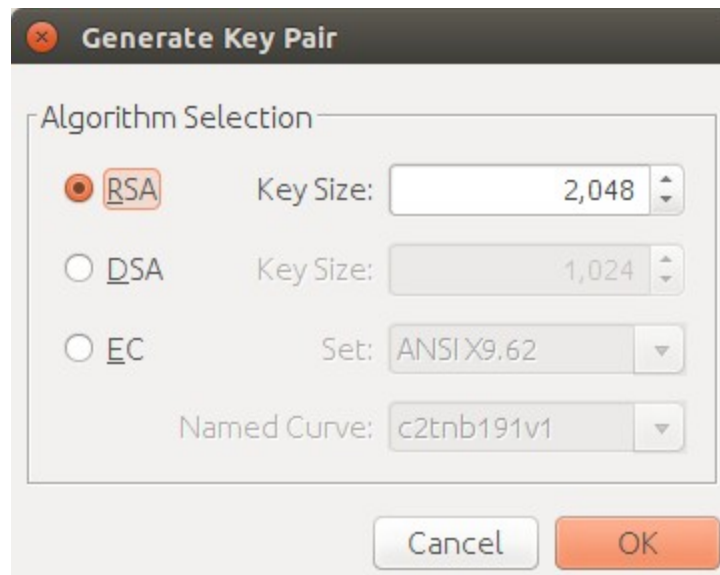 Generate Key Pair
Algorithm Selection
RSA Key Size: 2,048
DSA Key Size: 1,024
EC Set: ANSI X9.62
Named Curve: c2tnb191v1
Cancel OK